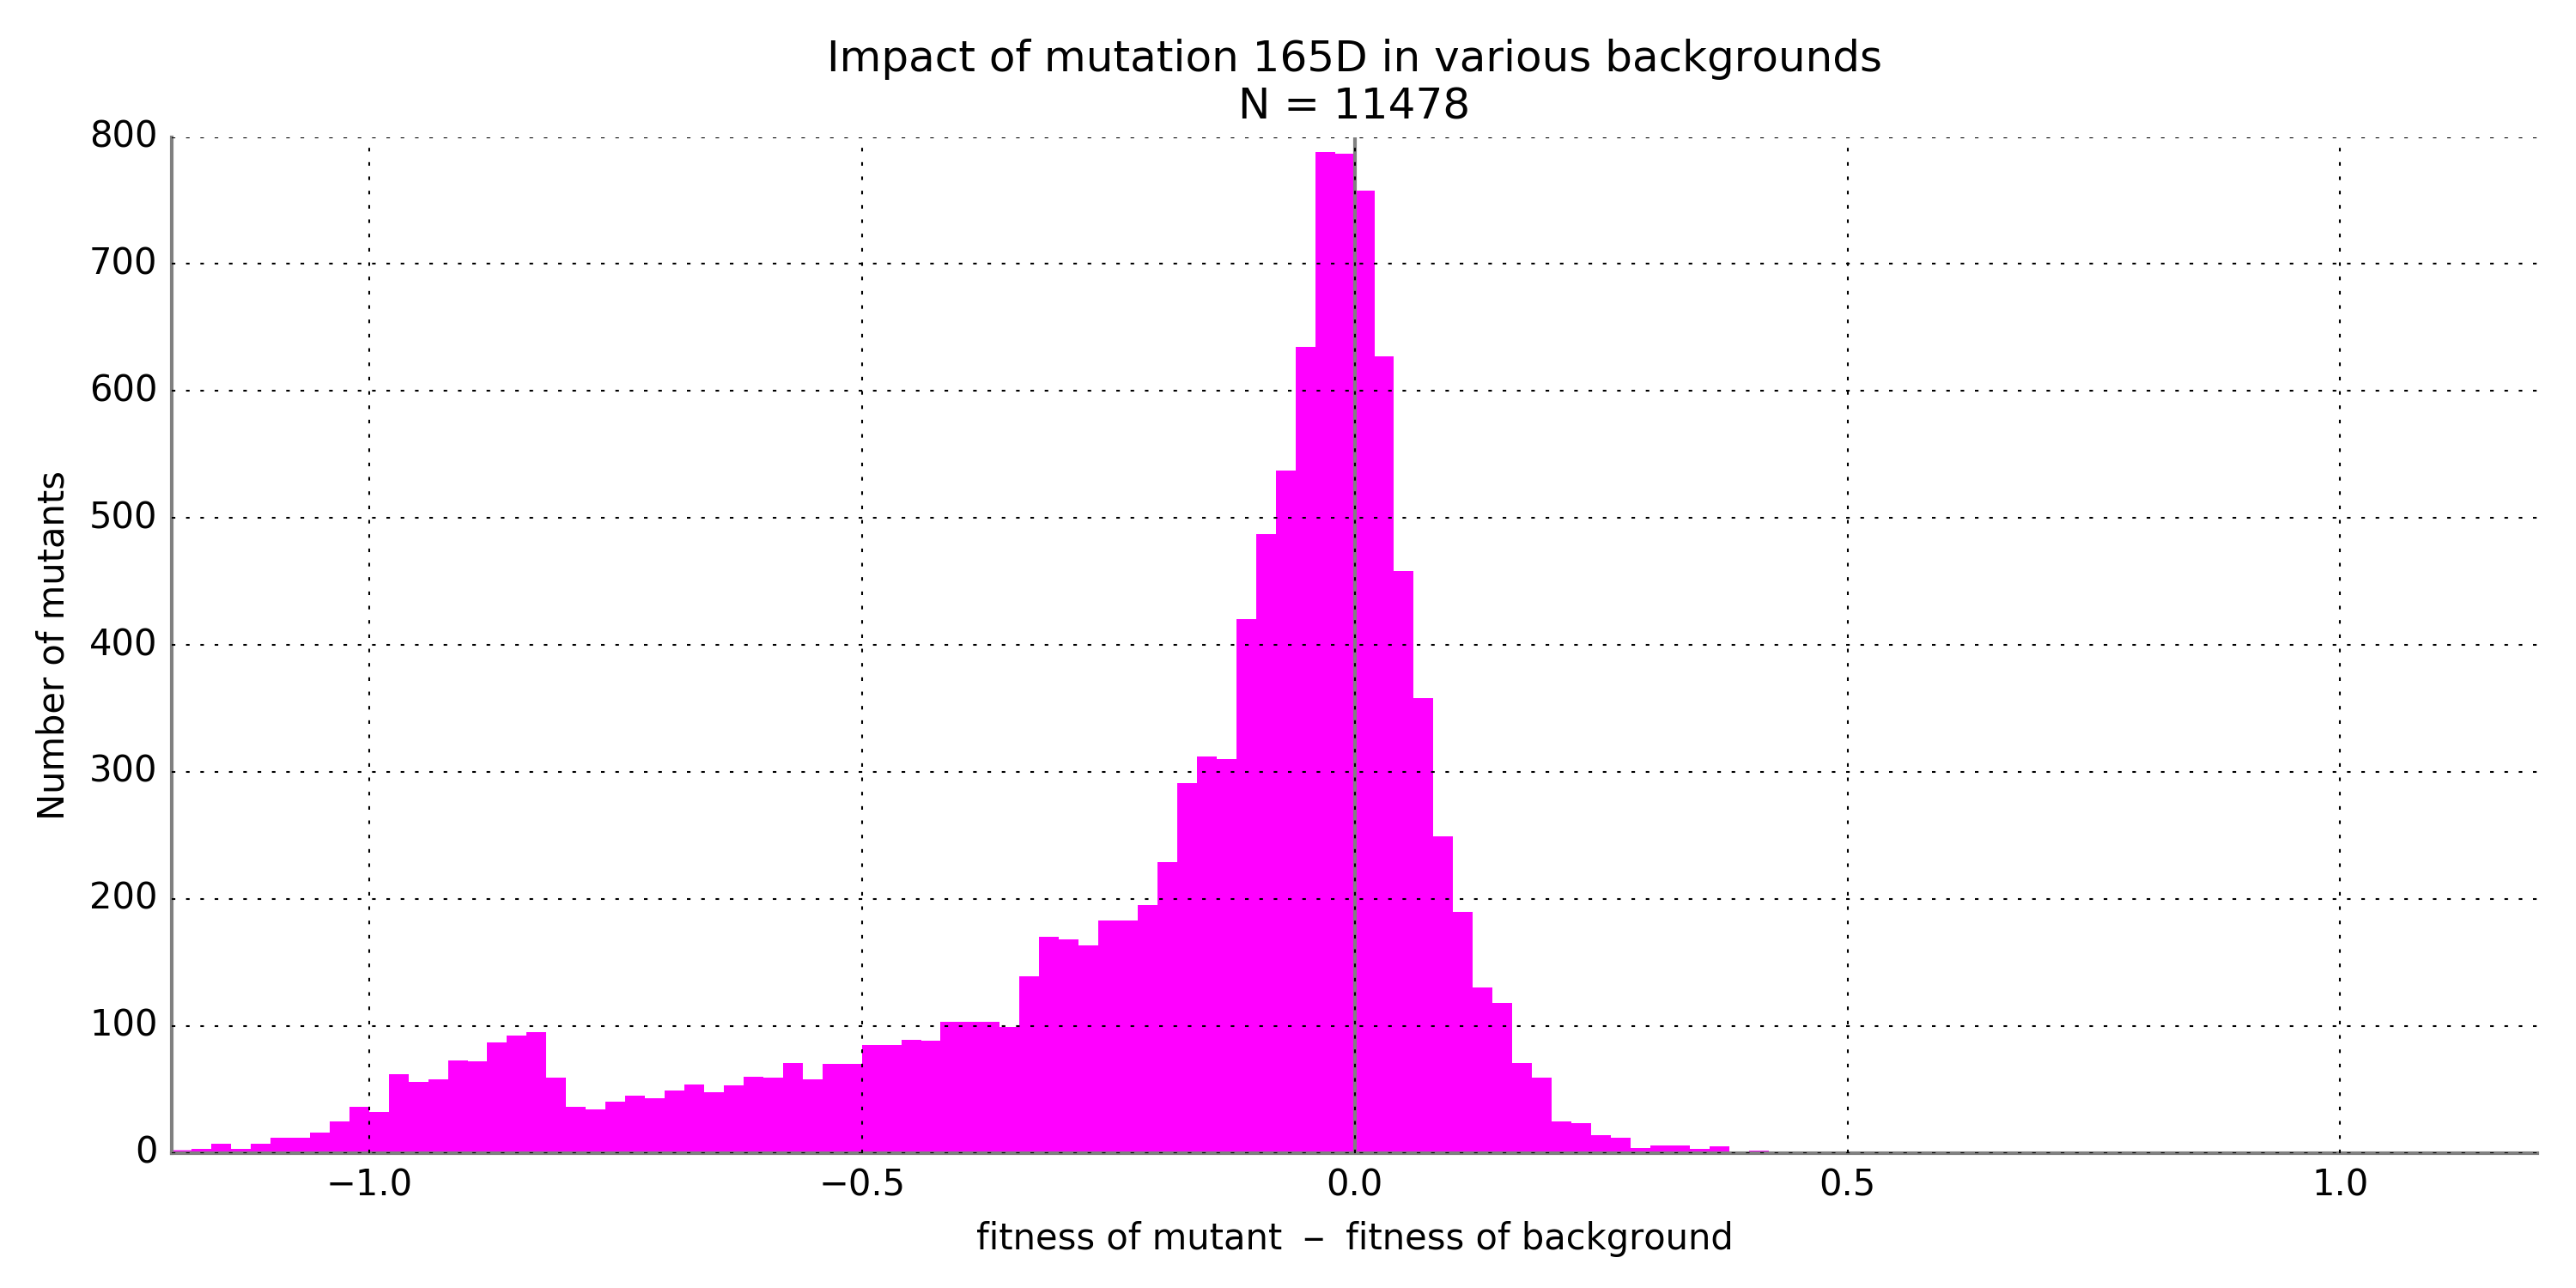 Impact of mutation 165D in various backgrounds
N = 11478
800
700
600
500
400
300
200
100
0
Number of mutants
−1.0 −0.5 0.0 0.5 1.0
fitness of mutant – fitness of background